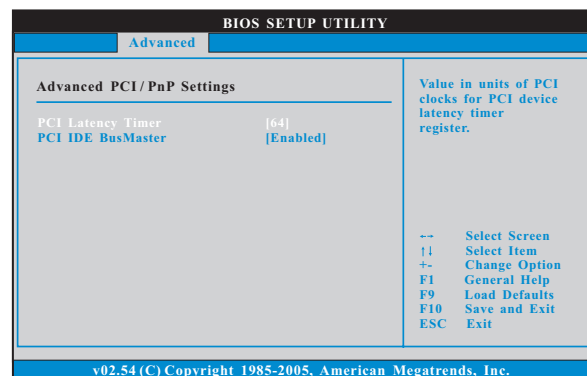 BIOS SETUP UTILITY
Advanced
Advanced PCI / PnP Settings
PCI Latency Timer [64]
PCI IDE BusMaster [Enabled]
Value in units of PCI
clocks for PCI device
latency timer
register.
←→ Select Screen
↑↓ Select Item
+- Change Option
F1 General Help
F9 Load Defaults
F10 Save and Exit
ESC Exit
v02.54 (C) Copyright 1985-2005, American Megatrends, Inc.